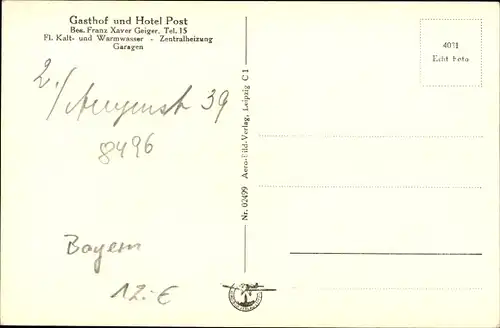 Gasthof und Hotel Post
Bes. Franz Xaver Geiger, Tel. 15
Fl. Kalt- und Warmwasser - Zentralheizung
Garagen
2./August 39
8496
Bayern
12.-€
Nr. 02499 Aero-Bild-Verlag, Leipzig C 1
4031
Echt Foto